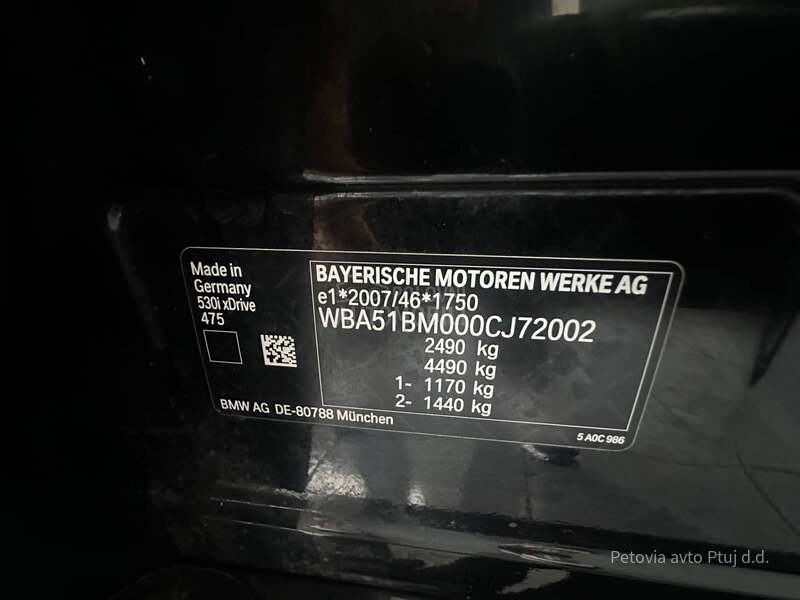 Made in
Germany
530i xDrive
475
BAYERISCHE MOTOREN WERKE AG
e1*2007/46*1750
WBA51BM000CJ72002
2490 kg
4490 kg
1- 1170 kg
2- 1440 kg
BMW AG DE-80788 München
5 A0C 986
Petovia avto Ptuj d.d.